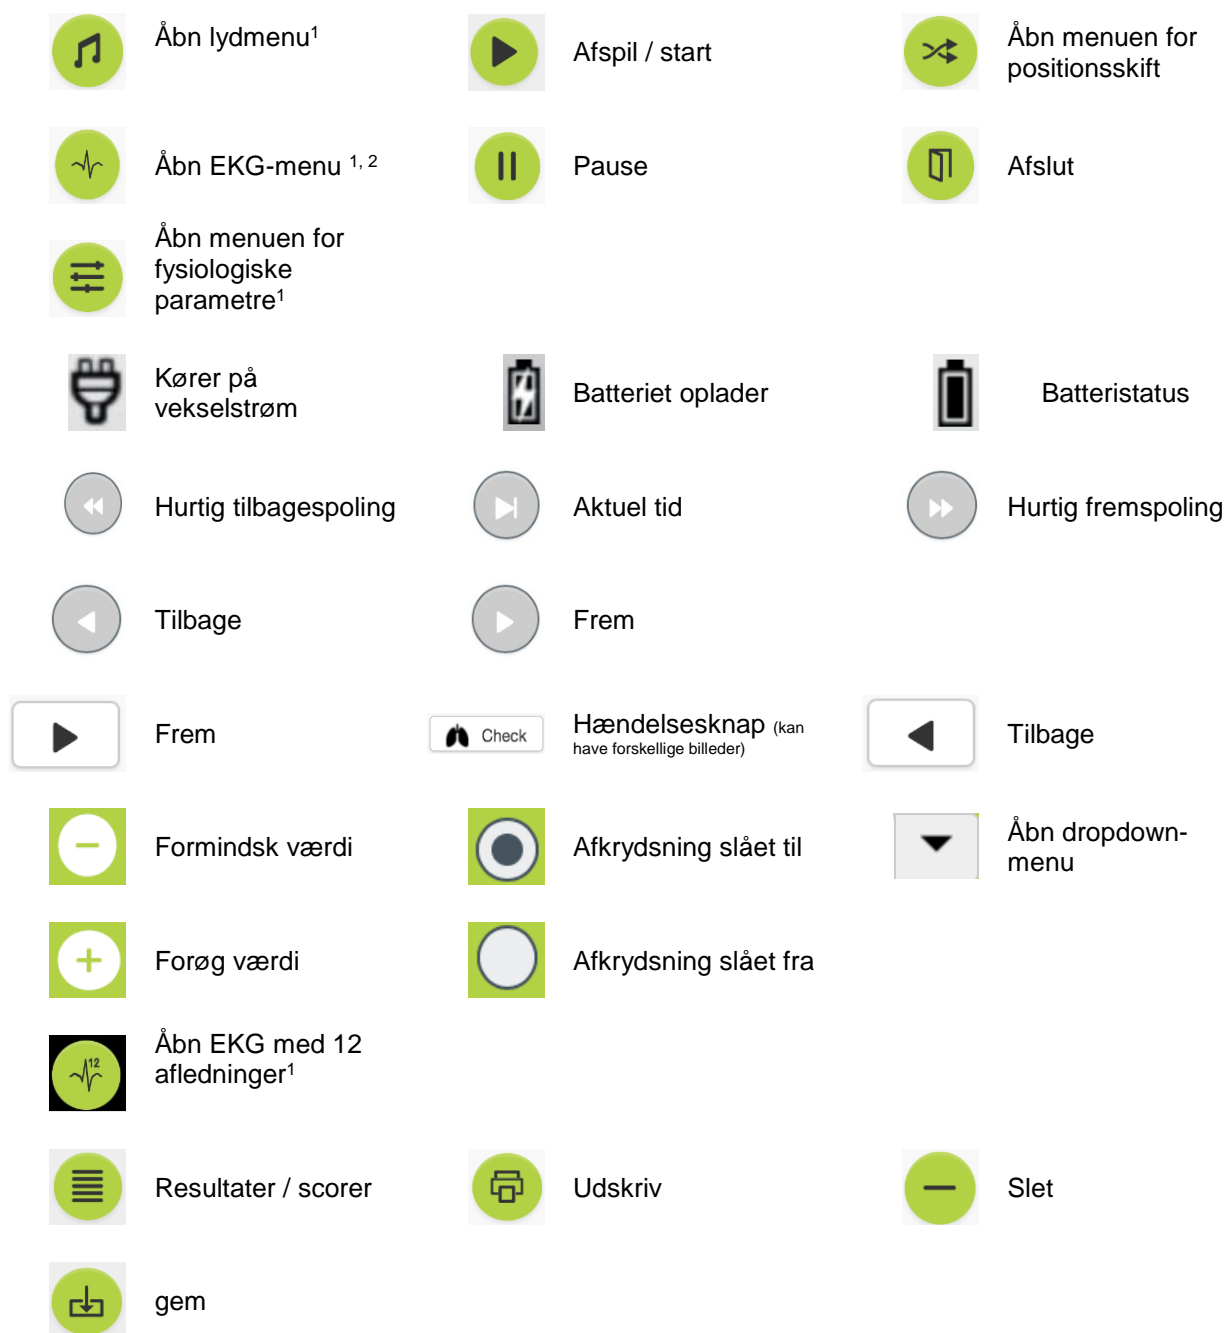 Åbn lydmenu¹
Afspil / start
Åbn menuen for
positionsskift
Åbn EKG-menu ¹, ²
Pause
Afslut
Åbn menuen for
fysiologiske
parametre¹
Kører på
vekselstrøm
Batteriet oplader
Batteristatus
Hurtig tilbagespoling
Aktuel tid
Hurtig fremspoling
Tilbage
Frem
Frem
Check
Hændelsesknap (kan
have forskellige billeder)
Tilbage
Formindsk værdi
Afkrydsning slået til
Åbn dropdown-
menu
Forøg værdi
Afkrydsning slået fra
12
Åbn EKG med 12
afledninger¹
Resultater / scorer
Udskriv
Slet
gem